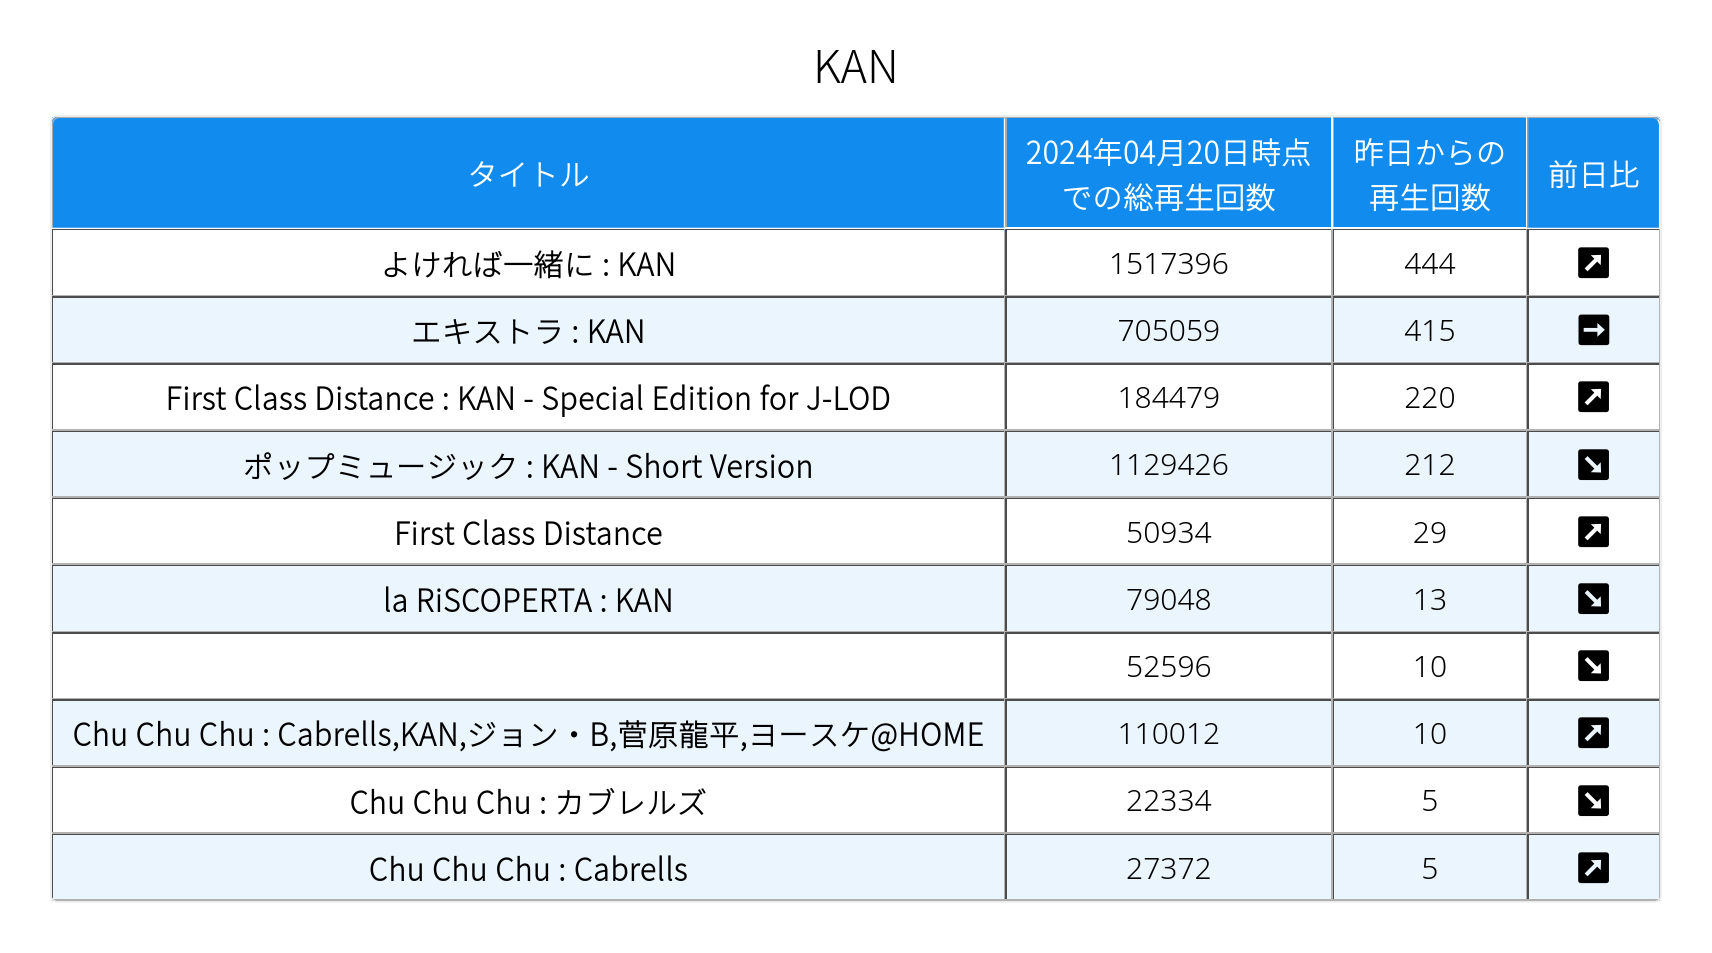 KAN
タイトル
2024年04月20日時点
での総再生回数
昨日からの
再生回数
前日比
よければ一緒に : KAN 1517396 444
エキストラ : KAN 705059 415
First Class Distance : KAN - Special Edition for J-LOD 184479 220
ポップミュージック : KAN - Short Version 1129426 212
First Class Distance 50934 29
la RiSCOPERTA : KAN 79048 13
52596 10
Chu Chu Chu : Cabrells,KAN,ジョン・B,菅原龍平,ヨースケ@HOME 110012 10
Chu Chu Chu : カブレルズ 22334 5
Chu Chu Chu : Cabrells 27372 5